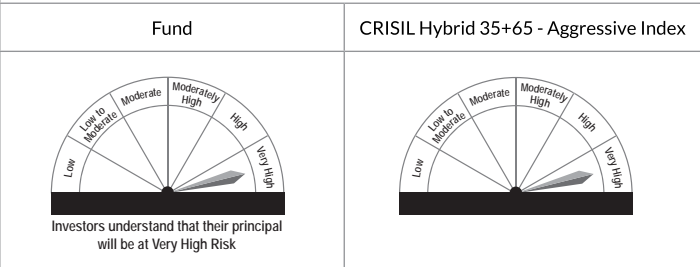 Fund
CRISIL Hybrid 35+65 - Aggressive Index
Low
Low to
Moderate
Moderate
Moderately
High
High
Very High
Investors understand that their principal
will be at Very High Risk
Low
Low to
Moderate
Moderate
Moderately
High
High
Very High